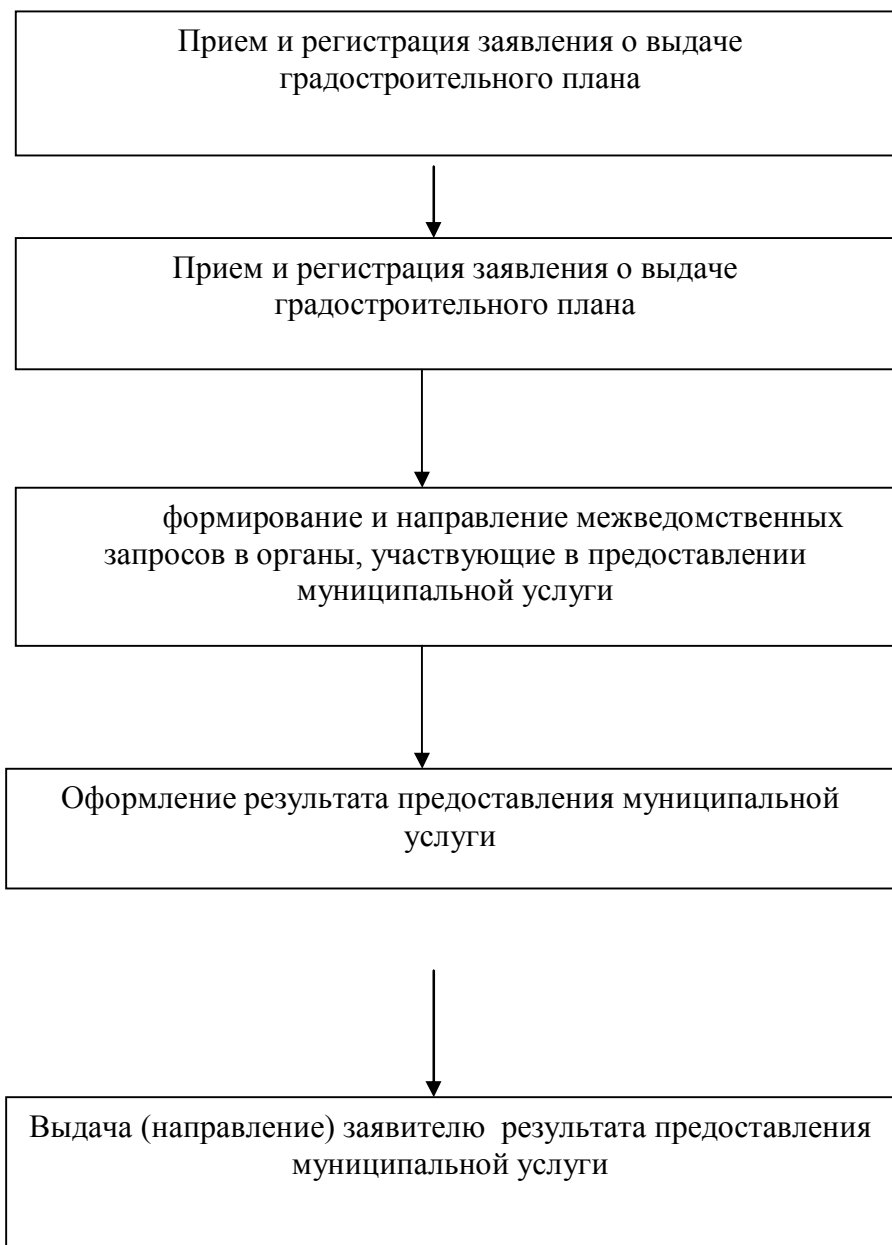 Прием и регистрация заявления о выдаче
градостроительного плана
Прием и регистрация заявления о выдаче
градостроительного плана
формирование и направление межведомственных
запросов в органы, участвующие в предоставлении
муниципальной услуги
Оформление результата предоставления муниципальной
услуги
Выдача (направление) заявителю результата предоставления
муниципальной услуги